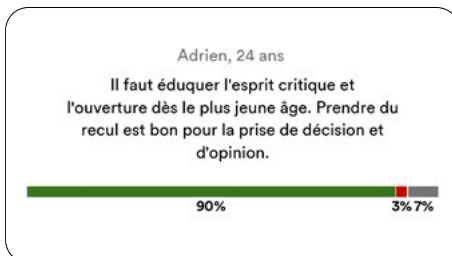 Adrien, 24 ans
Il faut éduquer l'esprit critique et
l'ouverture dès le plus jeune âge. Prendre du
recul est bon pour la prise de décision et
d'opinion.
90% 3% 7%